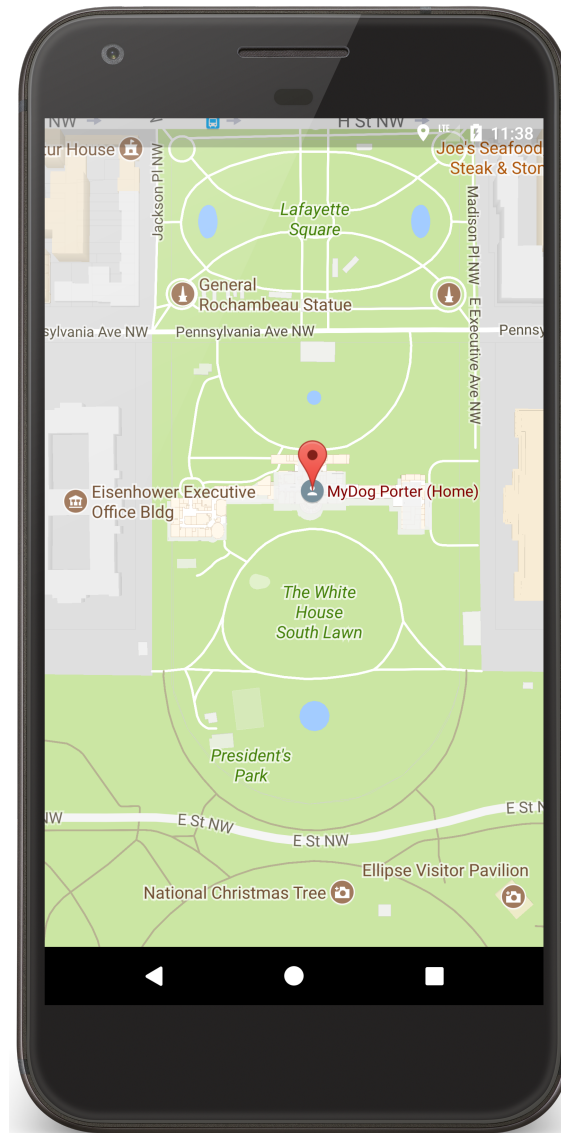 NW
H St NW
LTE
11:38
tur House
Joe's Seafood
Steak & Ston
Jackson Pl NW
Madison Pl NW
Lafayette
Square
General
Rochambeau Statue
E Executive Ave NW
sylvania Ave NW
Pennsylvania Ave NW
Pennsy
MyDog Porter (Home)
Eisenhower Executive
Office Bldg
The White
House
South Lawn
President's
Park
NW
E St NW
E St NW
E St N
Ellipse Visitor Pavilion
National Christmas Tree